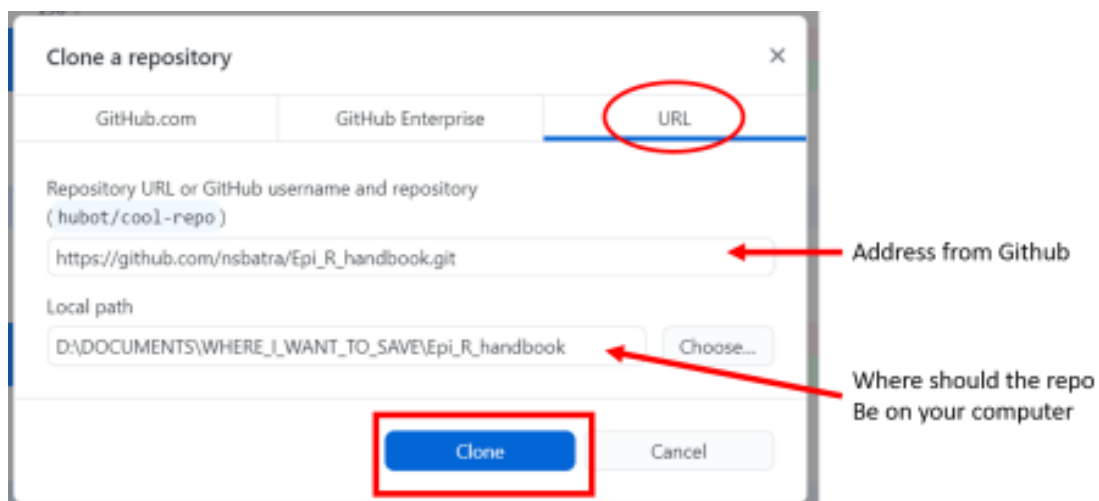 Clone a repository
GitHub.com GitHub Enterprise URL
Repository URL or GitHub username and repository
(hubot/cool-repo)
https://github.com/nsbatra/Epi_R_handbook.git
Address from Github
Local path
D:\DOCUMENTS\WHERE_I_WANT_TO_SAVE\Epi_R_handbook Choose...
Where should the repo
Be on your computer
Clone Cancel